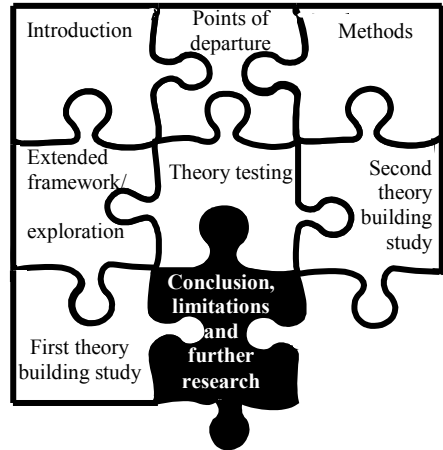 Introduction
Points of
departure
Methods
Extended
framework/
exploration
Theory testing
Second
theory
building
study
First theory
building study
Conclusion,
limitations
and
further
research